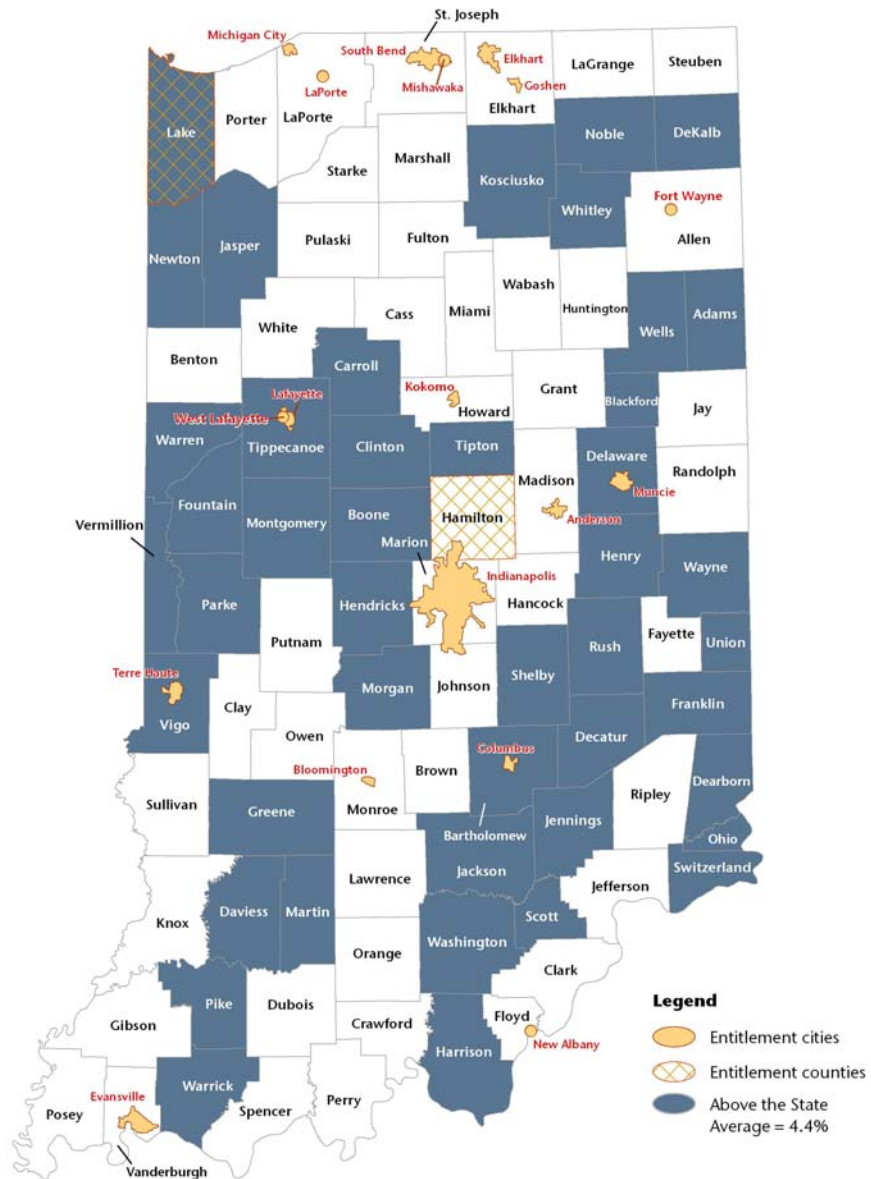 St. Joseph
Michigan City
South Bend
Elkhart
LaGrange
Steuben
LaPorte
Mishawaka
Goshen
Porter
LaPorte
Elkhart
Lake
Noble
DeKalb
Starke
Marshall
Kosciusko
Whitley
Fort Wayne
Allen
Newton
Jasper
Pulaski
Fulton
Wabash
Huntington
Miami
White
Cass
Wells
Adams
Benton
Carroll
Grant
Kokomo
Howard
Blackford
Jay
Lafayette
West Lafayette
Warren
Tippecanoe
Clinton
Tipton
Delaware
Madison
Randolph
Muncie
Fountain
Montgomery
Boone
Hamilton
Anderson
Vermillion
Marion
Henry
Wayne
Indianapolis
Parke
Hendricks
Hancock
Putnam
Rush
Fayette
Union
Terre Haute
Vigo
Morgan
Johnson
Shelby
Franklin
Clay
Owen
Decatur
Columbus
Bloomington
Brown
Dearborn
Sullivan
Greene
Monroe
Ripley
Bartholomew
Jennings
Ohio
Jackson
Switzerland
Lawrence
Jefferson
Knox
Daviess
Martin
Scott
Washington
Orange
Clark
Pike
Dubois
Gibson
Crawford
Floyd
New Albany
Harrison
Warrick
Evansville
Posey
Spencer
Perry
Vanderburgh
Legend
Entitlement cities
Entitlement counties
Above the State
Average = 4.4%